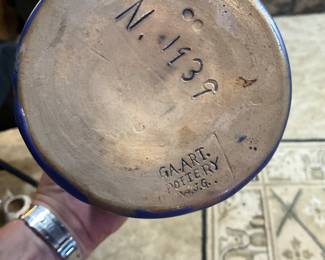 N. 1939
GA.ART.
POTTERY
W.J.G.